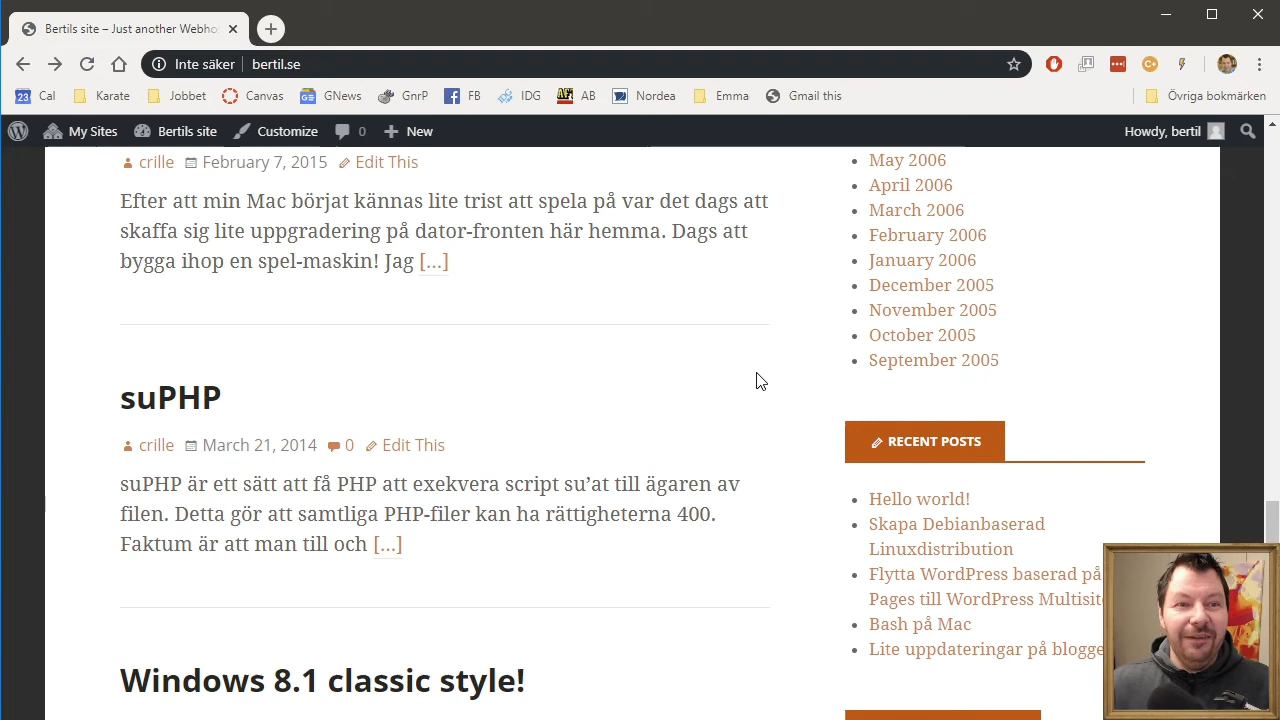 Bertils site – Just another Webho
Inte säker bertil.se
23 Cal Karate Jobbet Canvas GNews GnrP FB IDG AB Nordea Emma Gmail this Övriga bokmärken
My Sites Bertils site Customize 0 New Howdy, bertil
crille February 7, 2015 Edit This
Efter att min Mac börjat kännas lite trist att spela på var det dags att
skaffa sig lite uppgradering på dator-fronten här hemma. Dags att
bygga ihop en spel-maskin! Jag […]
suPHP
crille March 21, 2014 0 Edit This
suPHP är ett sätt att få PHP att exekvera script su’at till ägaren av
filen. Detta gör att samtliga PHP-filer kan ha rättigheterna 400.
Faktum är att man till och […]
Windows 8.1 classic style!
May 2006
April 2006
March 2006
February 2006
January 2006
December 2005
November 2005
October 2005
September 2005
RECENT POSTS
Hello world!
Skapa Debianbaserad
Linuxdistribution
Flytta WordPress baserad på
Pages till WordPress Multisit
Bash på Mac
Lite uppdateringar på blogge